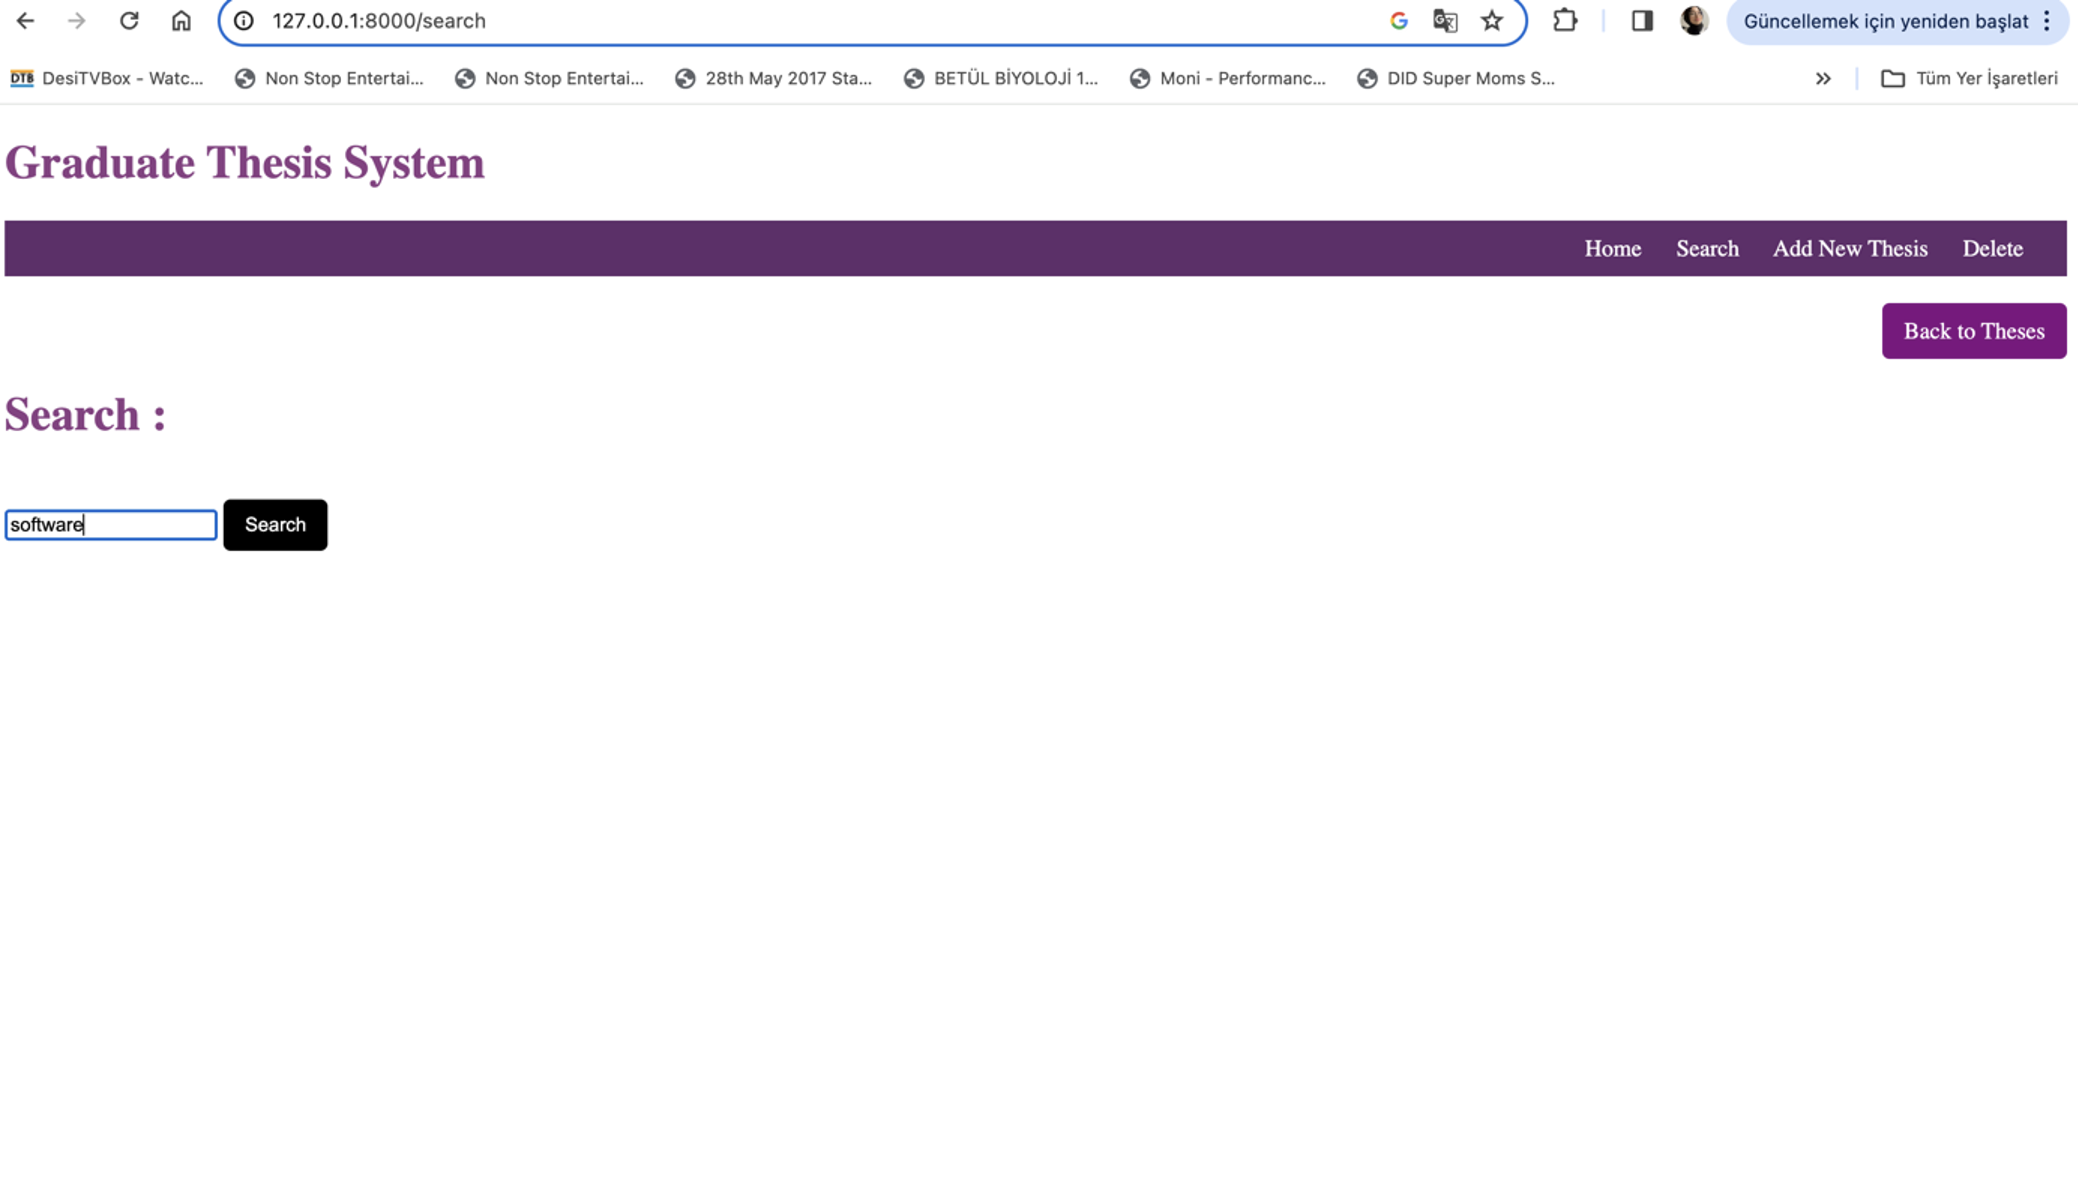 127.0.0.1:8000/search Güncellemek için yeniden başlat
DTB DesiTVBox - Watc... Non Stop Entertai... Non Stop Entertai... 28th May 2017 Sta... BETÜL BİYOLOJİ 1... Moni - Performanc... DID Super Moms S... » Tüm Yer İşaretleri
Graduate Thesis System
Home Search Add New Thesis Delete
Back to Theses
Search :
software Search